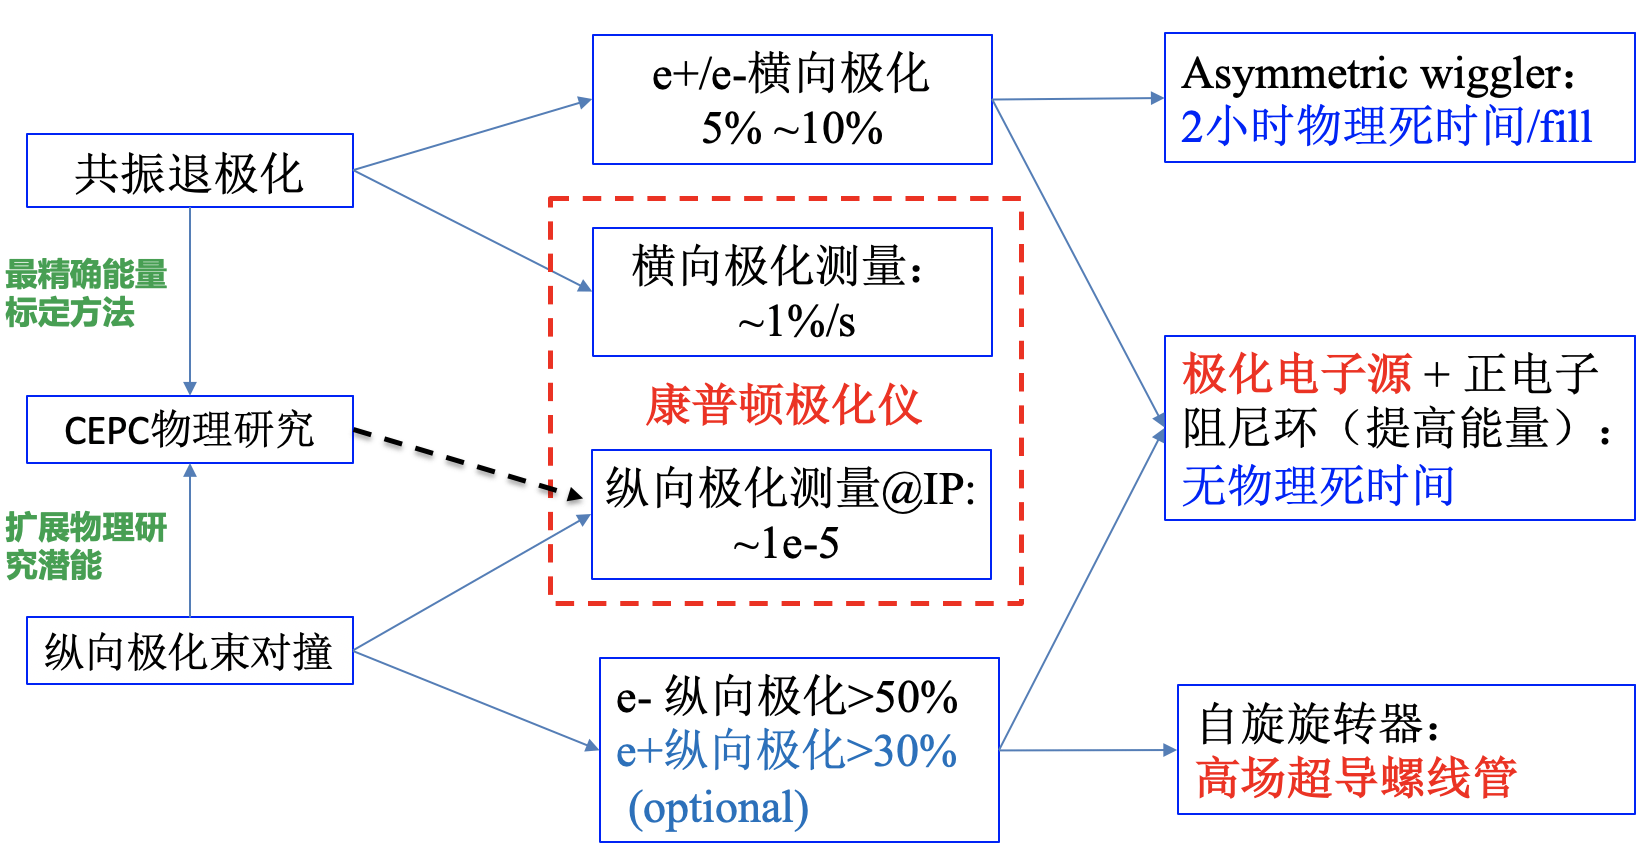 共振退极化
最精确能量
标定方法
CEPC物理研究
扩展物理研
究潜能
纵向极化束对撞
e+/e-横向极化
5% ~10%
横向极化测量：
~1%/s
康普顿极化仪
纵向极化测量@IP:
~1e-5
e- 纵向极化>50%
e+纵向极化>30%
(optional)
Asymmetric wiggler：
2小时物理死时间/fill
极化电子源 + 正电子
阻尼环（提高能量）：
无物理死时间
自旋旋转器：
高场超导螺线管